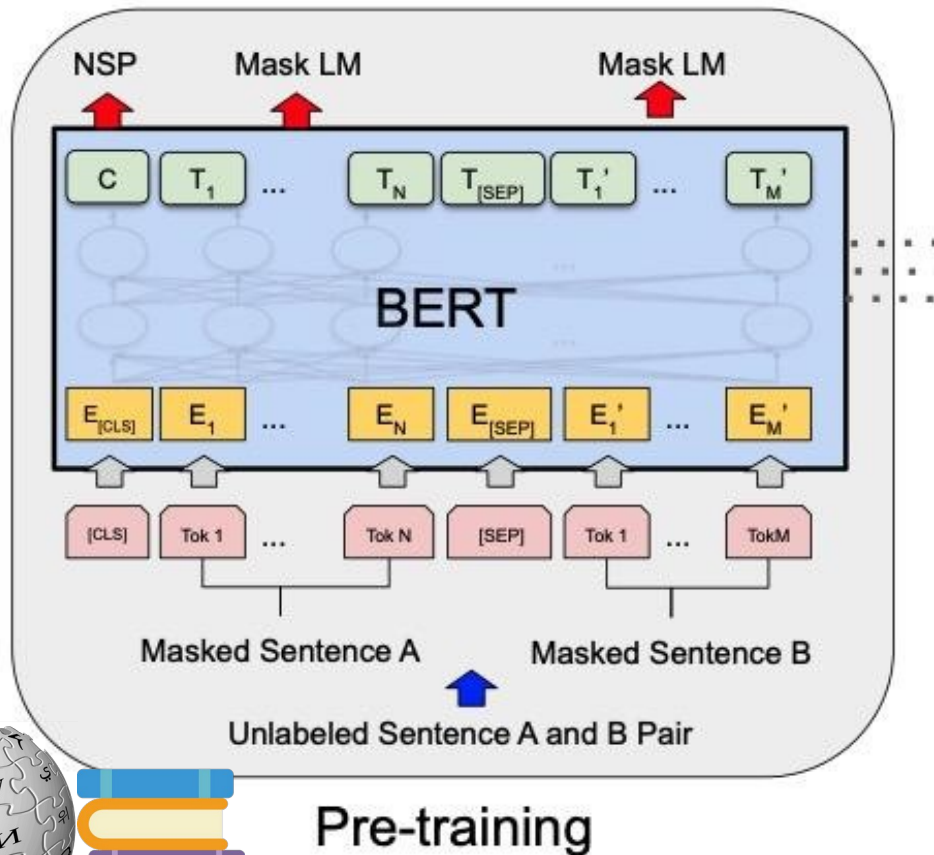 NSP Mask LM Mask LM
C T1 ... TN T[SEP] T1' ... TM'
...
BERT
...
E[CLS] E1 ... EN E[SEP] E1' ... EM'
[CLS] Tok 1 ... Tok N [SEP] Tok 1 ... TokM
Masked Sentence A Masked Sentence B
Unlabeled Sentence A and B Pair
Pre-training